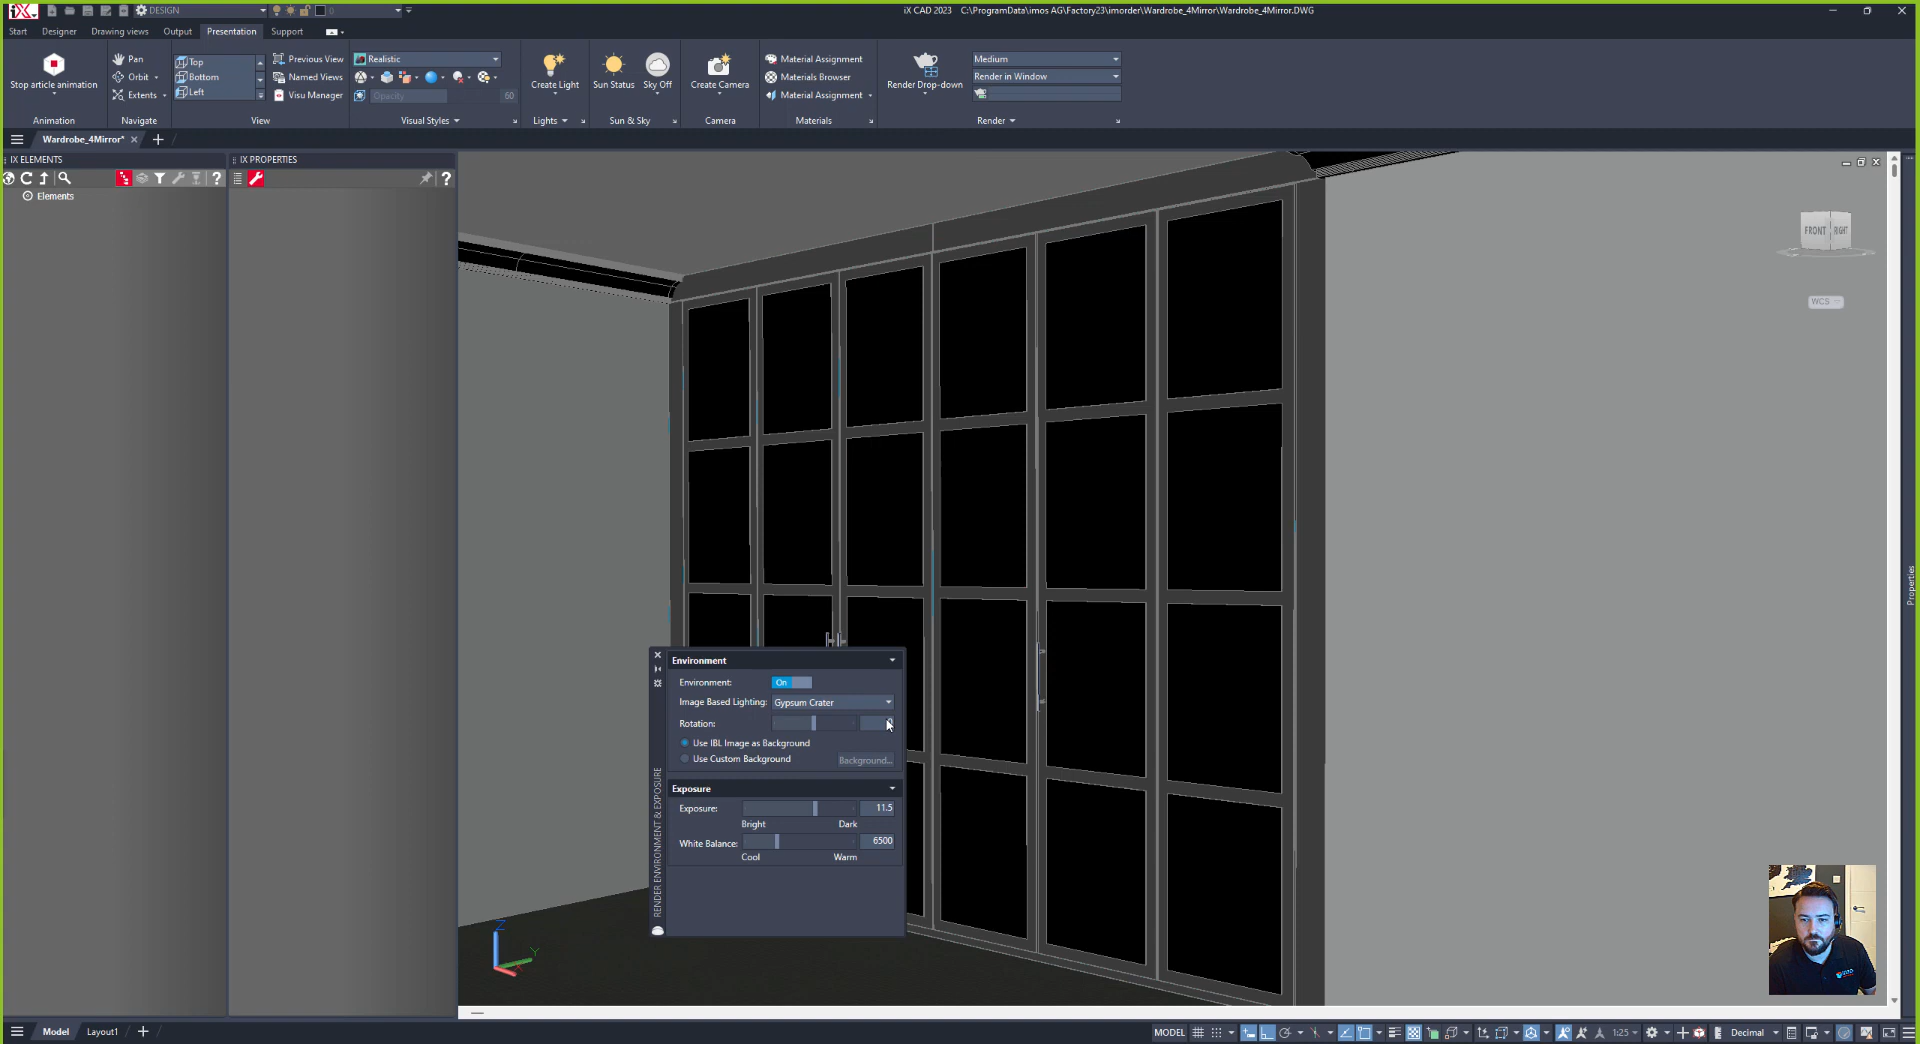 iX
DESIGN
0
iX CAD 2023 C:\ProgramData\imos AG\Factory23\imorder\Wardrobe_4Mirror\Wardrobe_4Mirror.DWG
Start Designer Drawing views Output Presentation Support
Stop article animation
Animation
Pan
Orbit
Extents
Navigate
Top
Bottom
Left
Previous View
Named Views
Visu Manager
View
Realistic
Opacity 50
Visual Styles
Create Light
Lights
Sun Status Sky Off
Sun & Sky
Create Camera
Camera
Material Assignment
Materials Browser
Material Assignment
Materials
Render Drop-down
Medium
Render in Window
Render
Wardrobe_4Mirror*
IX ELEMENTS
Elements
IX PROPERTIES
FRONT RIGHT
WCS
Properties
RENDER ENVIRONMENT & EXPOSURE
Environment
Environment: On
Image Based Lighting: Gypsum Crater
Rotation:
Use IBL Image as Background
Use Custom Background Background...
Exposure
Exposure: 11.5
Bright Dark
White Balance: 6500
Cool Warm
Z
Y
X
Model Layout1
MODEL
1:25
Decimal